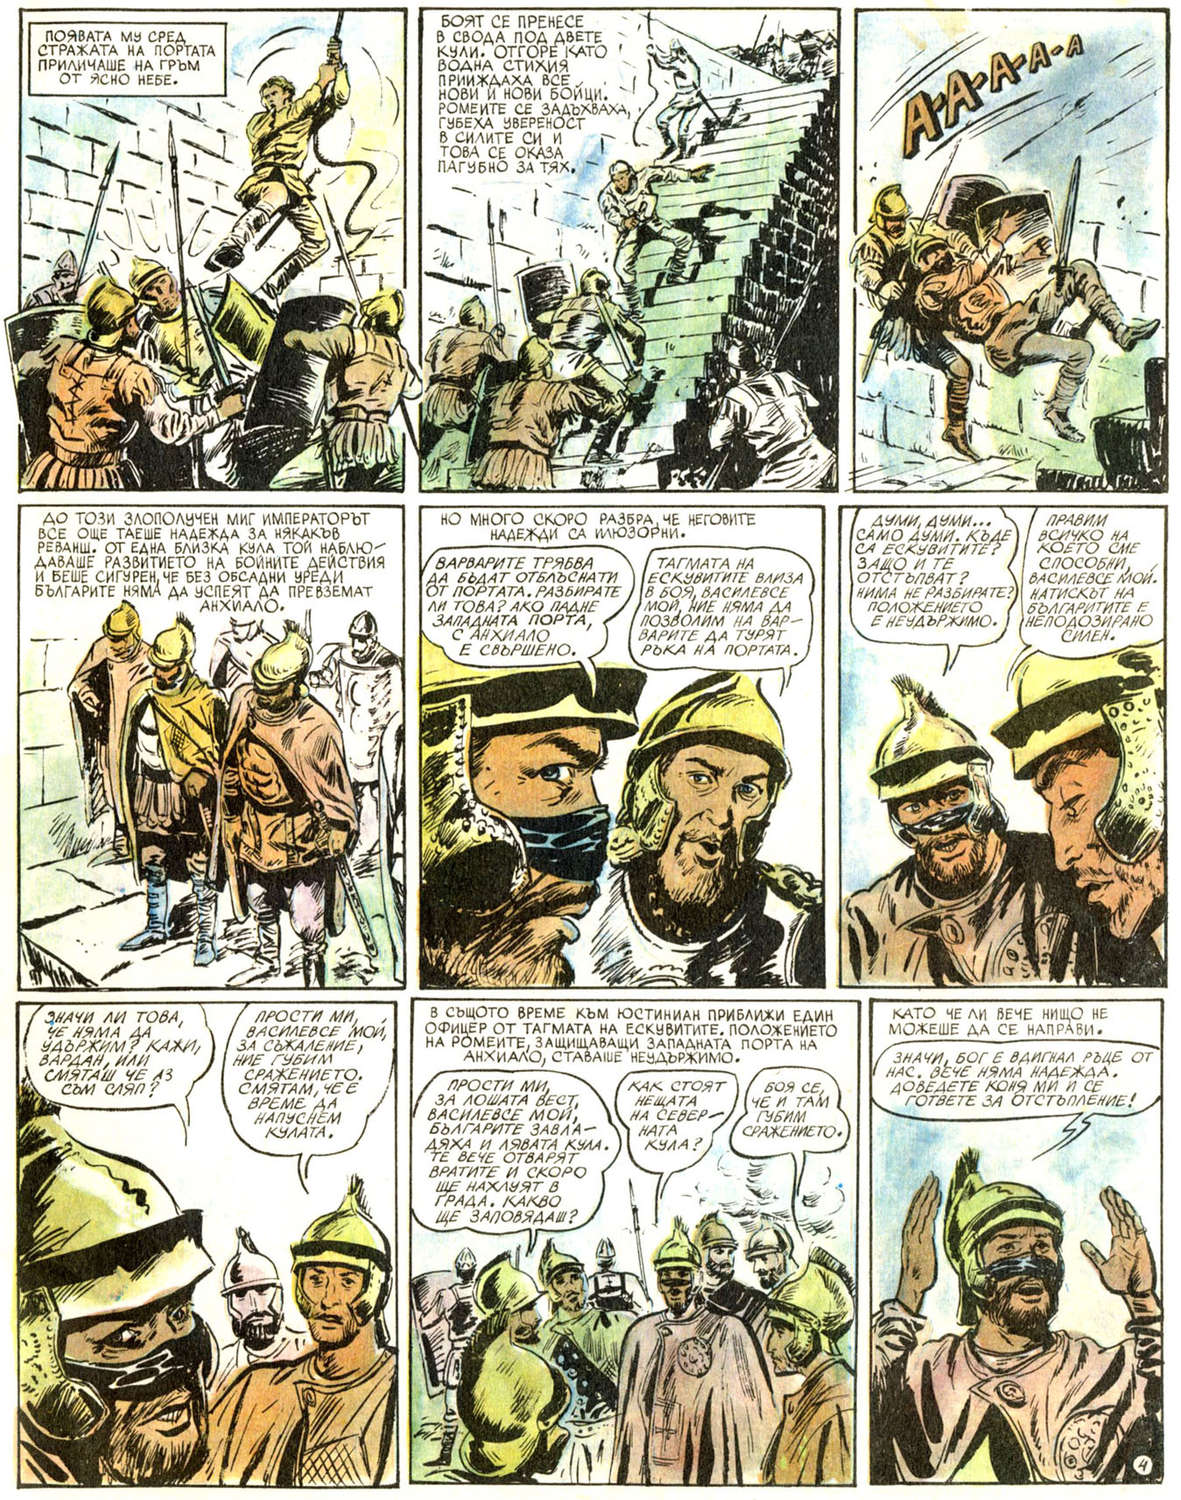 ПОЯВАТА МУ СРЕД
СТРАЖАТА НА ПОРТАТА
ПРИЛИЧАШЕ НА ГРЪМ
ОТ ЯСНО НЕБЕ.
БОЯТ СЕ ПРЕНЕСЕ
В СВОДА ПОД ДВЕТЕ
КУЛИ. ОТГОРЕ КАТО
ВОДНА СТИХИЯ
ПРИИЖДАХА ВСЕ
НОВИ И НОВИ БОЙЦИ.
РОМЕИТЕ СЕ ЗАДЪХВАХА,
ГУБЕХА УВЕРЕНОСТ
В СИЛИТЕ СИ И
ТОВА СЕ ОКАЗА
ПАГУБНО ЗА ТЯХ.
А-А-А-А-А
ДО ТОЗИ ЗЛОПОЛУЧЕН МИГ ИМПЕРАТОРЪТ
ВСЕ ОЩЕ ТАЕШЕ НАДЕЖДА ЗА НЯКАКЪВ
РЕВАНШ. ОТ ЕДНА БЛИЗКА КУЛА ТОЙ НАБЛЮ-
ДАВАШЕ РАЗВИТИЕТО НА БОЙНИТЕ ДЕЙСТВИЯ
И БЕШЕ СИГУРЕН, ЧЕ БЕЗ ОБСАДНИ УРЕДИ
БЪЛГАРИТЕ НЯМА ДА УСПЕЯТ ДА ПРЕВЗЕМАТ
АНХИАЛО.
НО МНОГО СКОРО РАЗБРА, ЧЕ НЕГОВИТЕ
НАДЕЖДИ СА ИЛЮЗОРНИ.
ВАРВАРИТЕ ТРЯБВА
ДА БЪДАТ ОТБЛЪСНАТИ
ОТ ПОРТАТА. РАЗБИРАТЕ
ЛИ ТОВА? АКО ПАДНЕ
ЗАПАДНАТА ПОРТА,
С АНХИАЛО
Е СВЪРШЕНО.
ТАГМАТА НА
ЕСКУВИТИТЕ ВЛИЗА
В БОЯ, ВАСИЛЕВСЕ
МОЙ, НИЕ НЯМА ДА
ПОЗВОЛИМ НА ВАР-
ВАРИТЕ ДА ТУРЯТ
РЪКА НА ПОРТАТА.
ДУМИ, ДУМИ...
САМО ДУМИ. КЪДЕ
СА ЕСКУВИТИТЕ?
ЗАЩО И ТЕ
ОТСТЪПВАТ?
НИМА НЕ РАЗБИРАТЕ?
ПОЛОЖЕНИЕТО
Е НЕУДЪРЖИМО.
ПРАВИМ
ВСИЧКО НА
КОЕТО СМЕ
СПОСОБНИ,
ВАСИЛЕВСЕ МОЙ.
НАТИСКЪТ НА
БЪЛГАРИТИТЕ Е
НЕПОДОЗИРАНО
СИЛЕН.
ЗНАЧИ ЛИ ТОВА,
ЧЕ НЯМА ДА
УДЪРЖИМ? КАЖИ,
ВАРДАН, ИЛИ
СМЯТАШ ЧЕ АЗ
СЪМ СЛЯП?
ПРОСТИ МИ,
ВАСИЛЕВСЕ МОЙ,
ЗА СЪЖАЛЕНИЕ,
НИЕ ГУБИМ
СРАЖЕНИЕТО.
СМЯТАМ, ЧЕ Е
ВРЕМЕ ДА
НАПУСНЕМ
КУЛАТА.
В СЪЩОТО ВРЕМЕ КЪМ ЮСТИНИАН ПРИБЛИЖИ ЕДИН
ОФИЦЕР ОТ ТАГМАТА НА ЕСКУВИТИТЕ. ПОЛОЖЕНИЕТО
НА РОМЕИТЕ, ЗАЩИЩАВАЩИ ЗАПАДНАТА ПОРТА НА
АНХИАЛО, СТАВАШЕ НЕУДЪРЖИМО.
ПРОСТИ МИ,
ЗА ЛОШАТА ВЕСТ,
ВАСИЛЕВСЕ МОЙ,
БЪЛГАРИТЕ ЗАВЛА-
ДЯХА И ЛЯВАТА КУЛА.
ТЕ ВЕЧЕ ОТВАРЯТ
ВРАТИТЕ И СКОРО
ЩЕ НАХЛУЯТ В
ГРАДА. КАКВО
ЩЕ ЗАПОВЯДАШ?
КАК СТОЯТ
НЕЩАТА
НА СЕВЕР-
НАТА
КУЛА?
БОЯ СЕ,
ЧЕ И ТАМ
ГУБИМ
СРАЖЕНИЕТО.
КАТО ЧЕ ЛИ ВЕЧЕ НИЩО НЕ
МОЖЕШЕ ДА СЕ НАПРАВИ.
ЗНАЧИ, БОГ Е ВДИГНАЛ РЪЦЕ ОТ
НАС. ВЕЧЕ НЯМА НАДЕЖДА.
ДОВЕДЕТЕ КОНЯ МИ И СЕ
ГОТВЕТЕ ЗА ОТСТЪПЛЕНИЕ!
4